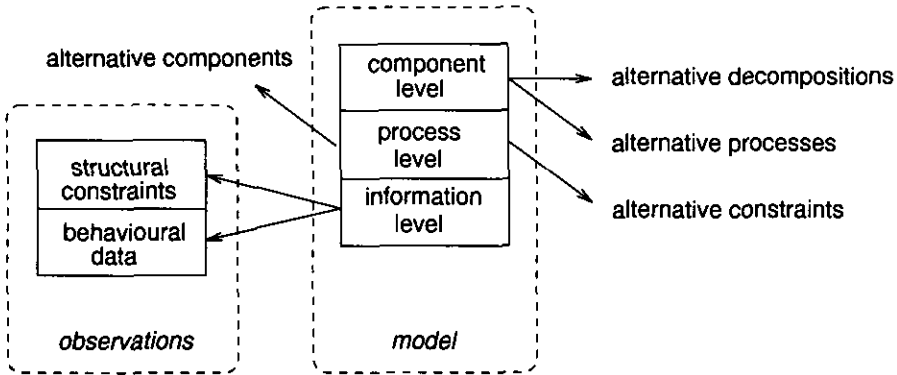 alternative components
component
level
process
level
information
level
alternative decompositions
alternative processes
alternative constraints
structural
constraints
behavioural
data
observations
model